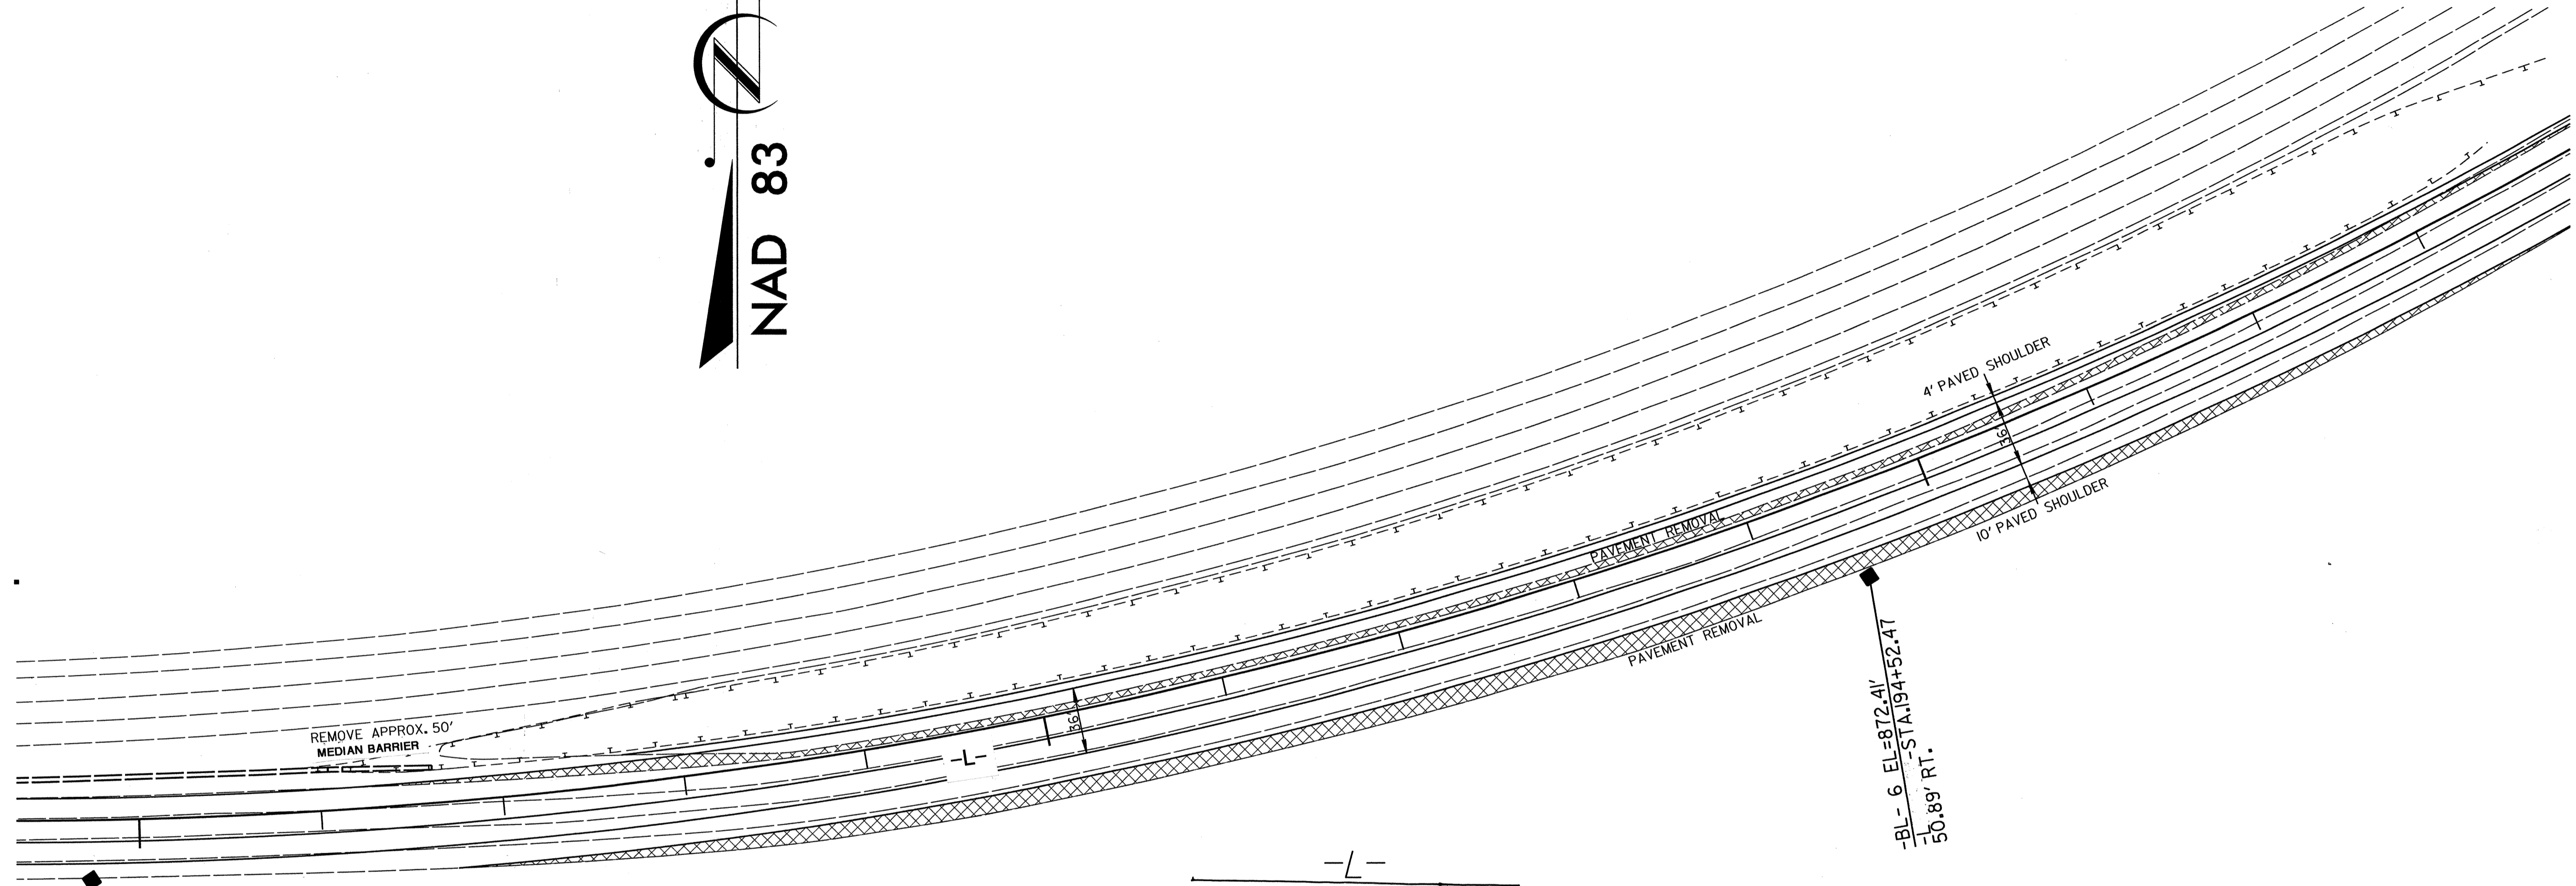 N
NAD 83
4' PAVED SHOULDER
36'
10' PAVED SHOULDER
PAVEMENT REMOVAL
PAVEMENT REMOVAL
REMOVE APPROX. 50'
MEDIAN BARRIER
36'
-L-
-BL- 6 EL=872.41'
-L-STA.194+52.47
50.89' RT.
-L-